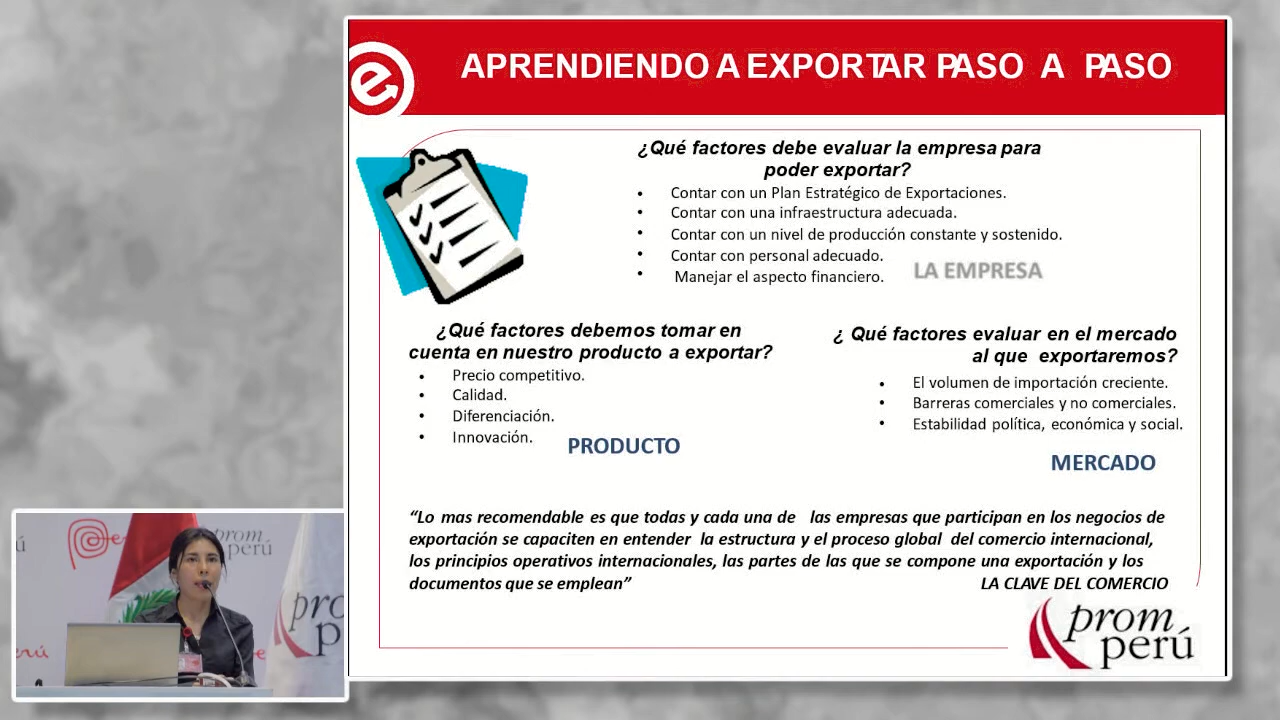 e
APRENDIENDO A EXPORTAR PASO A PASO
¿Qué factores debe evaluar la empresa para
poder exportar?
• Contar con un Plan Estratégico de Exportaciones.
• Contar con una infraestructura adecuada.
• Contar con un nivel de producción constante y sostenido.
• Contar con personal adecuado.
• Manejar el aspecto financiero.
LA EMPRESA
¿Qué factores debemos tomar en
cuenta en nuestro producto a exportar?
• Precio competitivo.
• Calidad.
• Diferenciación.
• Innovación.
PRODUCTO
¿ Qué factores evaluar en el mercado
al que exportaremos?
• El volumen de importación creciente.
• Barreras comerciales y no comerciales.
• Estabilidad política, económica y social.
MERCADO
“Lo mas recomendable es que todas y cada una de las empresas que participan en los negocios de
exportación se capaciten en entender la estructura y el proceso global del comercio internacional,
los principios operativos internacionales, las partes de las que se compone una exportación y los
documentos que se emplean”
LA CLAVE DEL COMERCIO
prom
perú
prom
perú
pro
p